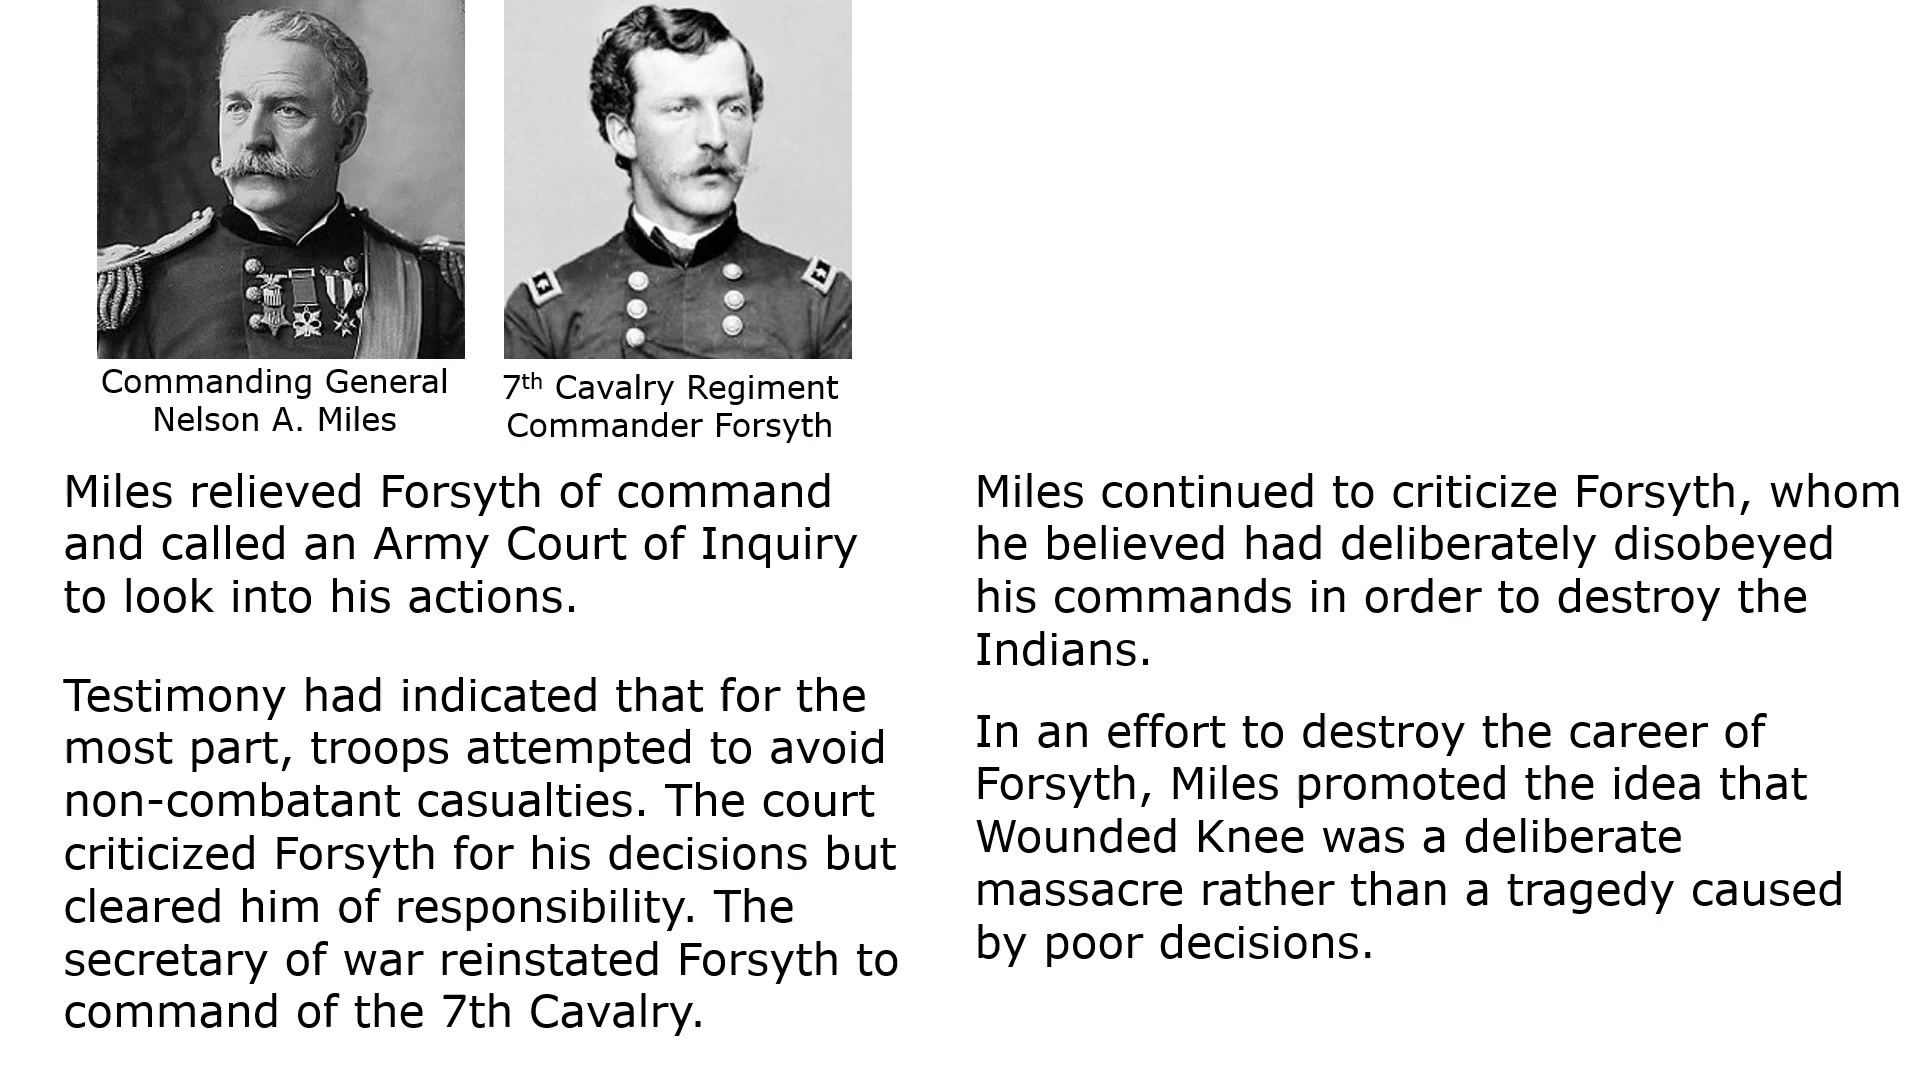 Commanding General
Nelson A. Miles
7th Cavalry Regiment
Commander Forsyth
Miles relieved Forsyth of command
and called an Army Court of Inquiry
to look into his actions.
Testimony had indicated that for the
most part, troops attempted to avoid
non-combatant casualties. The court
criticized Forsyth for his decisions but
cleared him of responsibility. The
secretary of war reinstated Forsyth to
command of the 7th Cavalry.
Miles continued to criticize Forsyth, whom
he believed had deliberately disobeyed
his commands in order to destroy the
Indians.
In an effort to destroy the career of
Forsyth, Miles promoted the idea that
Wounded Knee was a deliberate
massacre rather than a tragedy caused
by poor decisions.